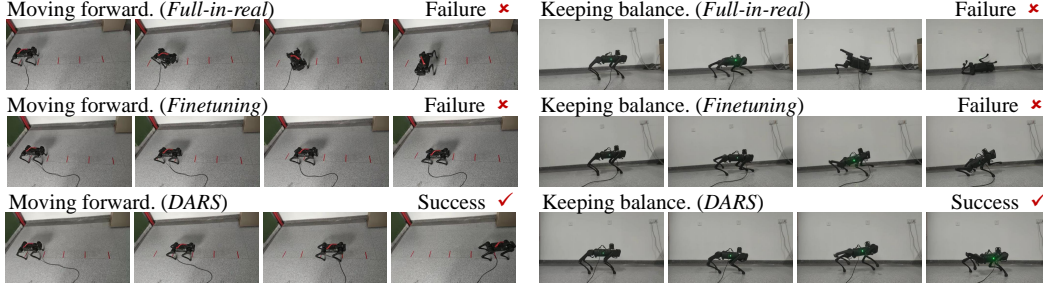 Moving forward. (Full-in-real) Failure ✘
Keeping balance. (Full-in-real) Failure ✘
Moving forward. (Finetuning) Failure ✘
Keeping balance. (Finetuning) Failure ✘
Moving forward. (DARS) Success ✓
Keeping balance. (DARS) Success ✓